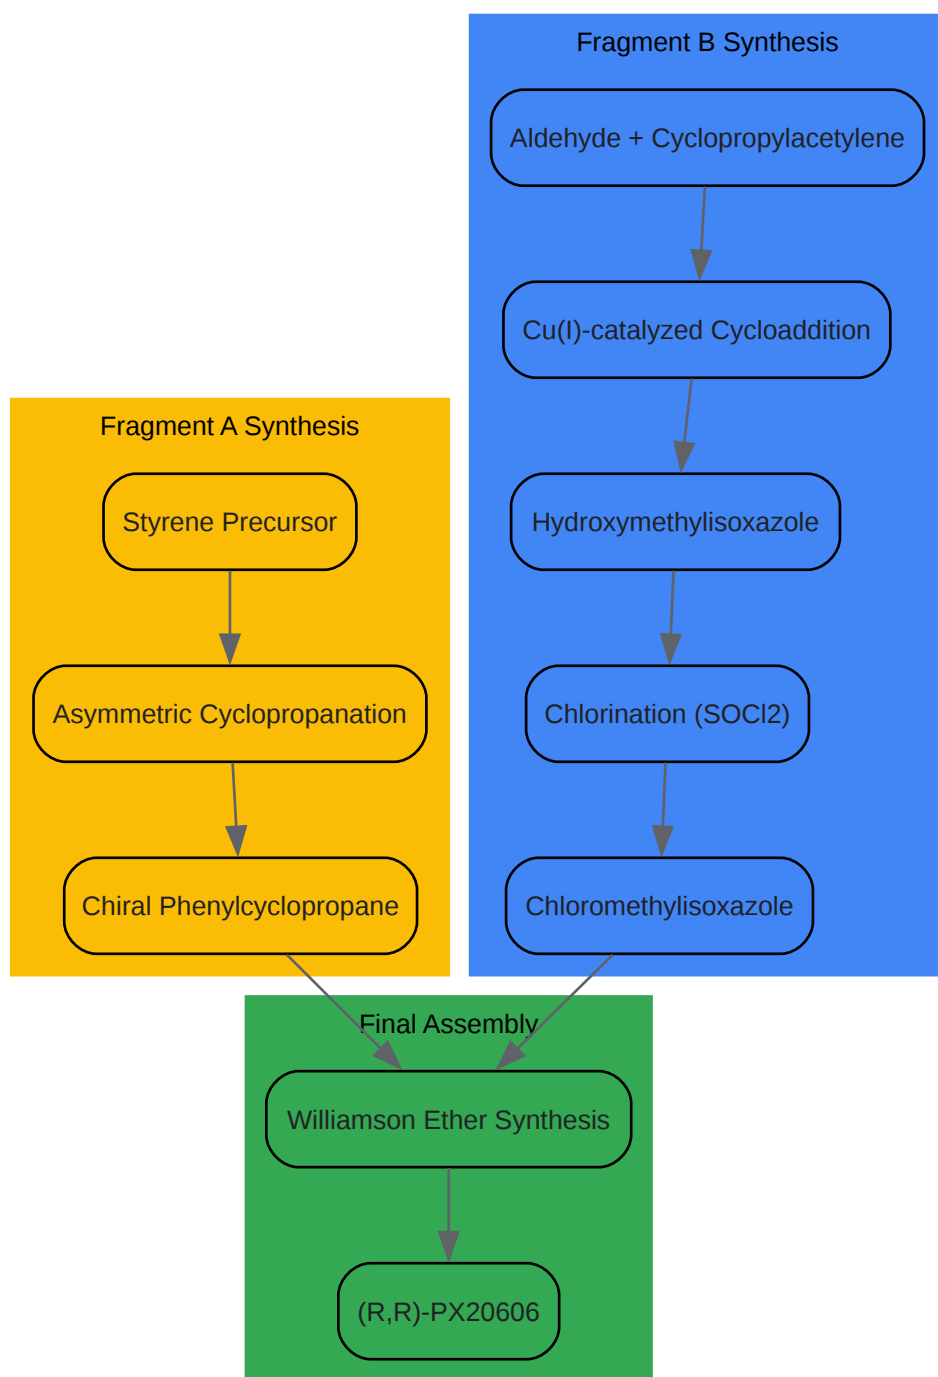 Fragment B Synthesis
Aldehyde + Cyclopropylacetylene
Cu(I)-catalyzed Cycloaddition
Hydroxymethylisoxazole
Chlorination (SOCl2)
Chloromethylisoxazole
Fragment A Synthesis
Styrene Precursor
Asymmetric Cyclopropanation
Chiral Phenylcyclopropane
Final Assembly
Williamson Ether Synthesis
(R,R)-PX20606